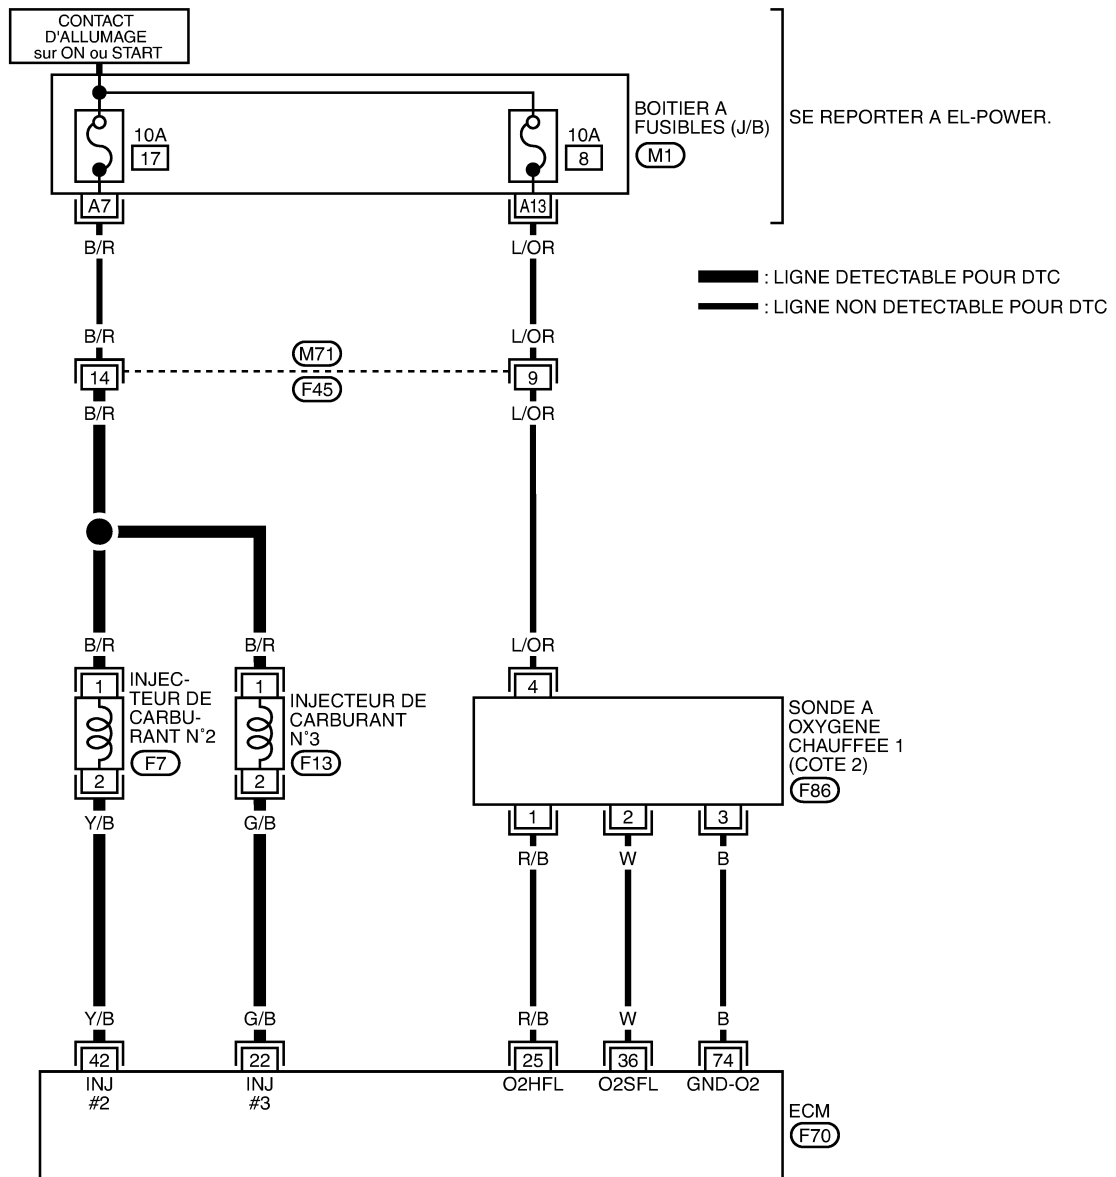 CONTACT
D'ALLUMAGE
sur ON ou START
10A
17
10A
8
BOITIER A
FUSIBLES (J/B)
M1
SE REPORTER A EL-POWER.
A7
A13
B/R
L/OR
: LIGNE DETECTABLE POUR DTC
: LIGNE NON DETECTABLE POUR DTC
B/R
L/OR
14
M71
F45
9
B/R
L/OR
B/R
B/R
L/OR
1
INJEC-
TEUR DE
CARBU-
RANT N°2
F7
2
1
INJECTEUR DE
CARBURANT
N°3
F13
2
4
SONDE A
OXYGENE
CHAUFFEE 1
(COTE 2)
F86
1
2
3
Y/B
G/B
R/B
W
B
Y/B
G/B
R/B
W
B
42
22
25
36
74
INJ
#2
INJ
#3
O2HFL
O2SFL
GND-O2
ECM
F70